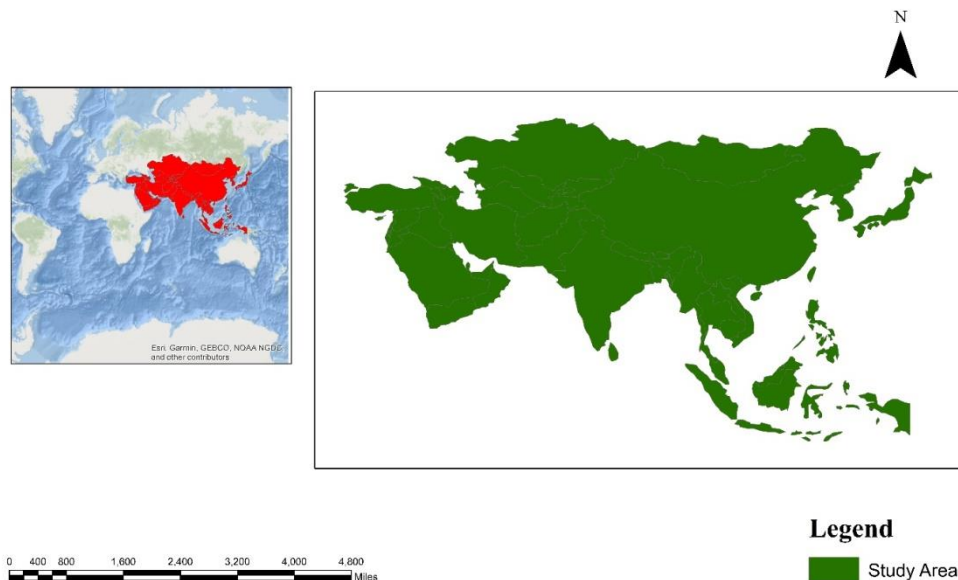 N
Esri, Garmin, GEBCO, NOAA NGDC
and other contributors
Legend
Study Area
0 400 800 1,600 2,400 3,200 4,000 4,800
Miles